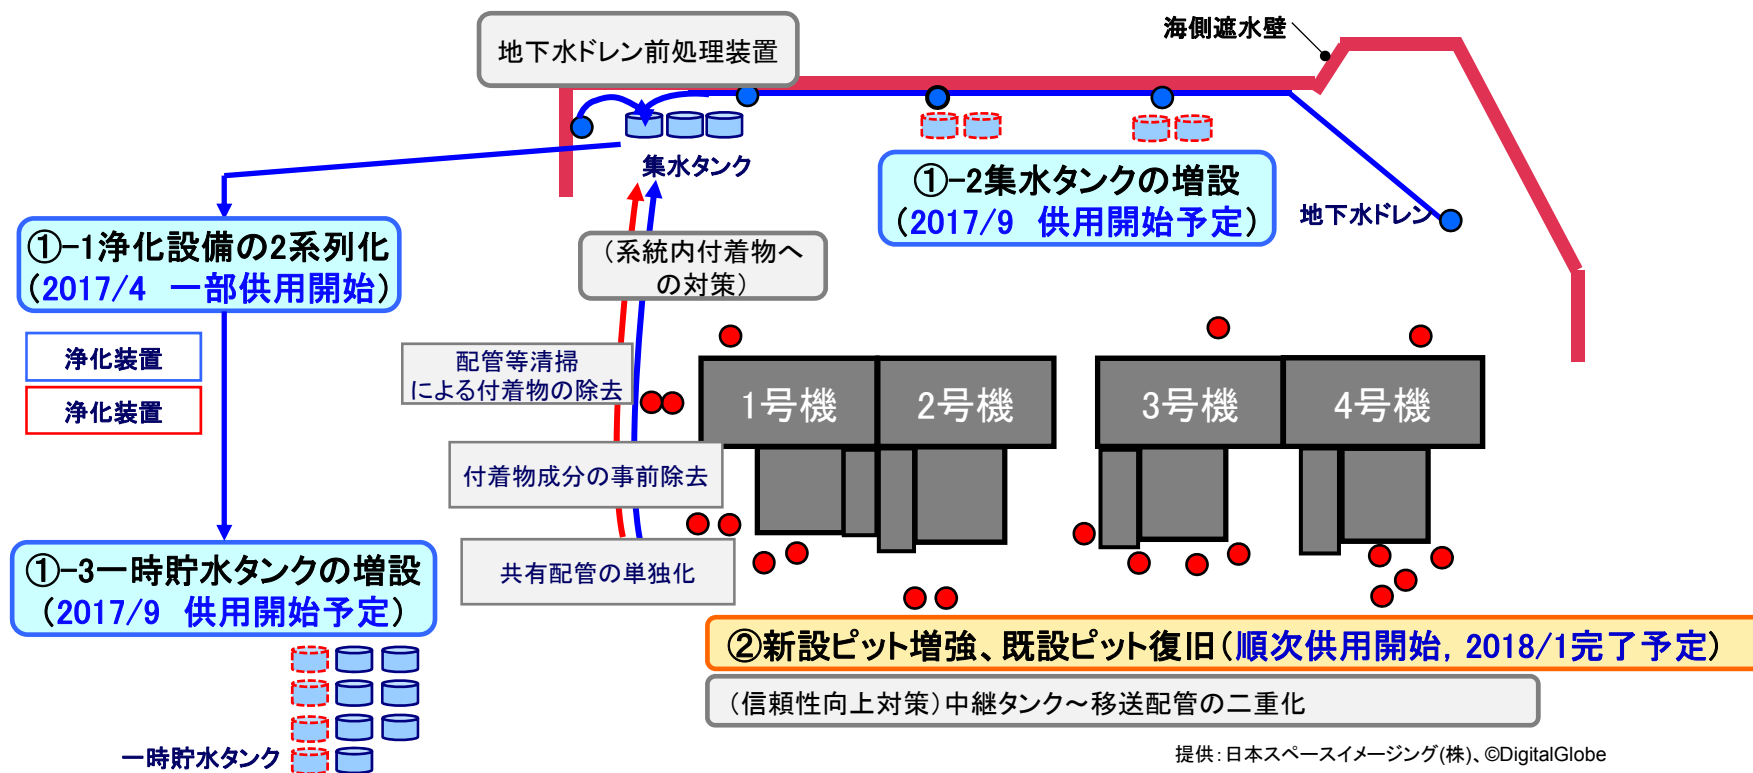 地下水ドレン前処理装置
海側遮水壁
集水タンク
①-2集水タンクの増設
(2017/9 供用開始予定)
地下水ドレン
①-1浄化設備の2系列化
(2017/4 一部供用開始)
(系統内付着物へ
の対策)
浄化装置
浄化装置
配管等清掃
による付着物の除去
1号機
2号機
3号機
4号機
付着物成分の事前除去
共有配管の単独化
①-3一時貯水タンクの増設
(2017/9 供用開始予定)
②新設ピット増強、既設ピット復旧(順次供用開始, 2018/1完了予定)
(信頼性向上対策)中継タンク~移送配管の二重化
一時貯水タンク
提供:日本スペースイメージング(株)、©DigitalGlobe